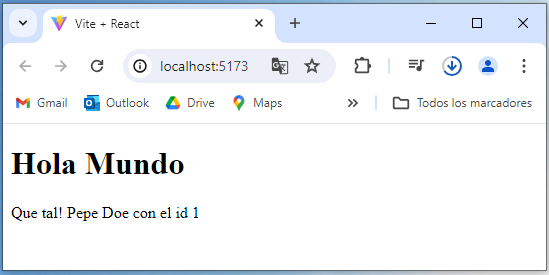 Vite + React
localhost:5173
Gmail Outlook Drive Maps » Todos los marcadores
Hola Mundo
Que tal! Pepe Doe con el id 1